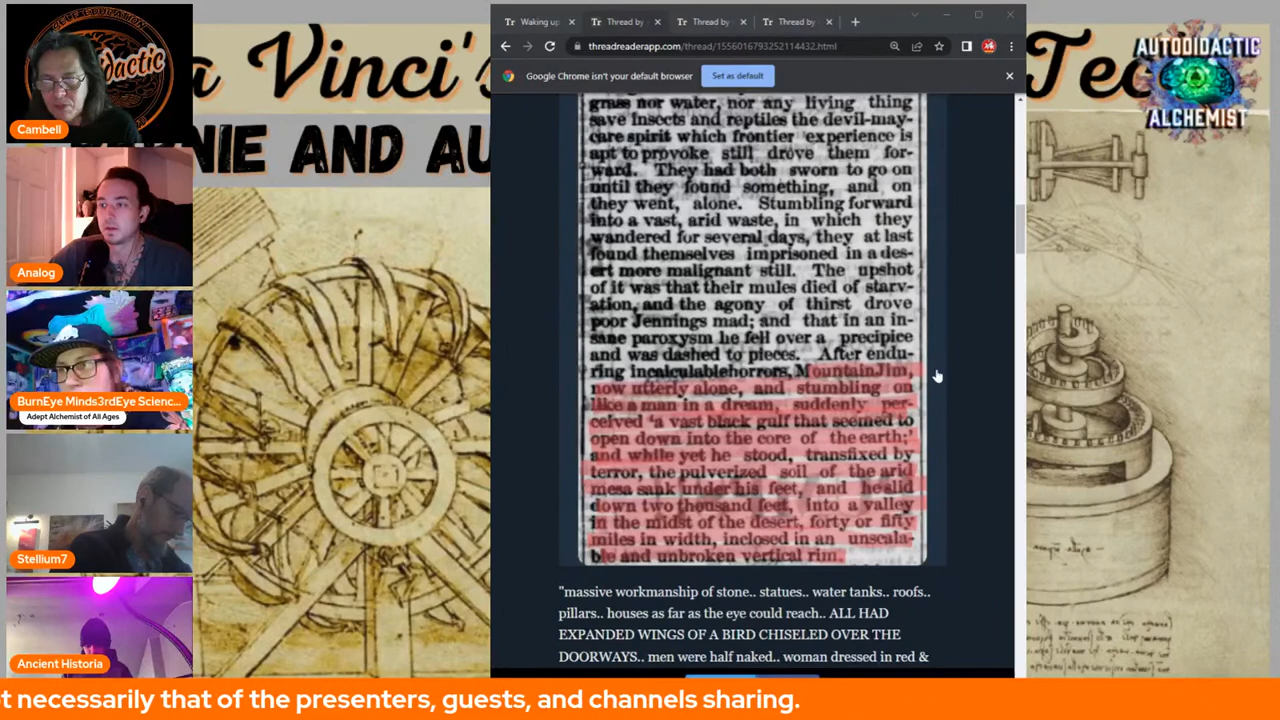 da Vinci's
Tec
NIE AND AU
dactic
AUTODIDACTIC
ALCHEMIST
Cambell
Analog
BurnEye Minds3rdEye Scienc...
Adept Alchemist of All Ages
Stellium7
Ancient Historia
Waking up
Thread by
Thread by
Thread by
threadreaderapp.com/thread/1556016793252114432.html
Google Chrome isn't your default browser
Set as default
grass nor water, nor any living thing
save insects and reptiles the devil-may-
care spirit which frontier experience is
apt to provoke still drove them for-
ward. They had both sworn to go on
until they found something, and on
they went, alone. Stumbling forward
into a vast, arid waste, in which they
wandered for several days, they at last
found themselves imprisoned in a des-
ert more malignant still. The upshot
of it was that their mules died of starv-
ation, and the agony of thirst drove
poor Jennings mad; and that in an in-
sane paroxysm he fell over a precipice
and was dashed to pieces. After endu-
ring incalculablehorrors, MountainJim,
now utterly alone, and stumbling on
like a man in a dream, suddenly per-
ceived 'a vast black gulf that seemed to
open down into the core of the earth;'
and while yet he stood, transfixed by
terror, the pulverized soil of the arid
mesa sank under his feet, and he slid
down two thousand feet, into a valley
in the midst of the desert, forty or fifty
miles in width, inclosed in an unscala-
ble and unbroken vertical rim.
"massive workmanship of stone.. statues.. water tanks.. roofs..
pillars.. houses as far as the eye could reach.. ALL HAD
EXPANDED WINGS OF A BIRD CHISELED OVER THE
DOORWAYS.. men were half naked.. woman dressed in red &
t necessarily that of the presenters, guests, and channels sharing.